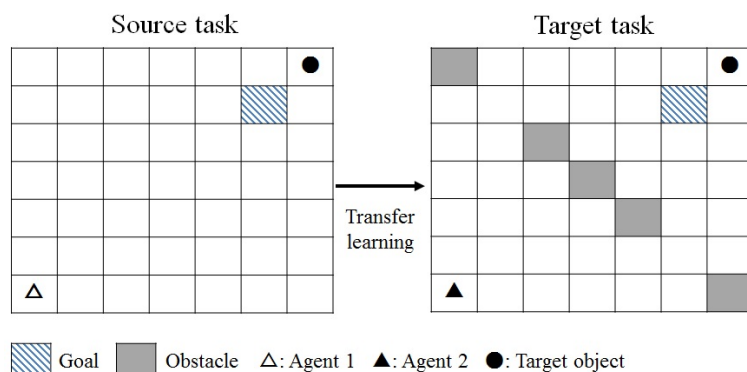 Source task
Target task
Transfer
learning
Goal
Obstacle
: Agent 1
: Agent 2
: Target object